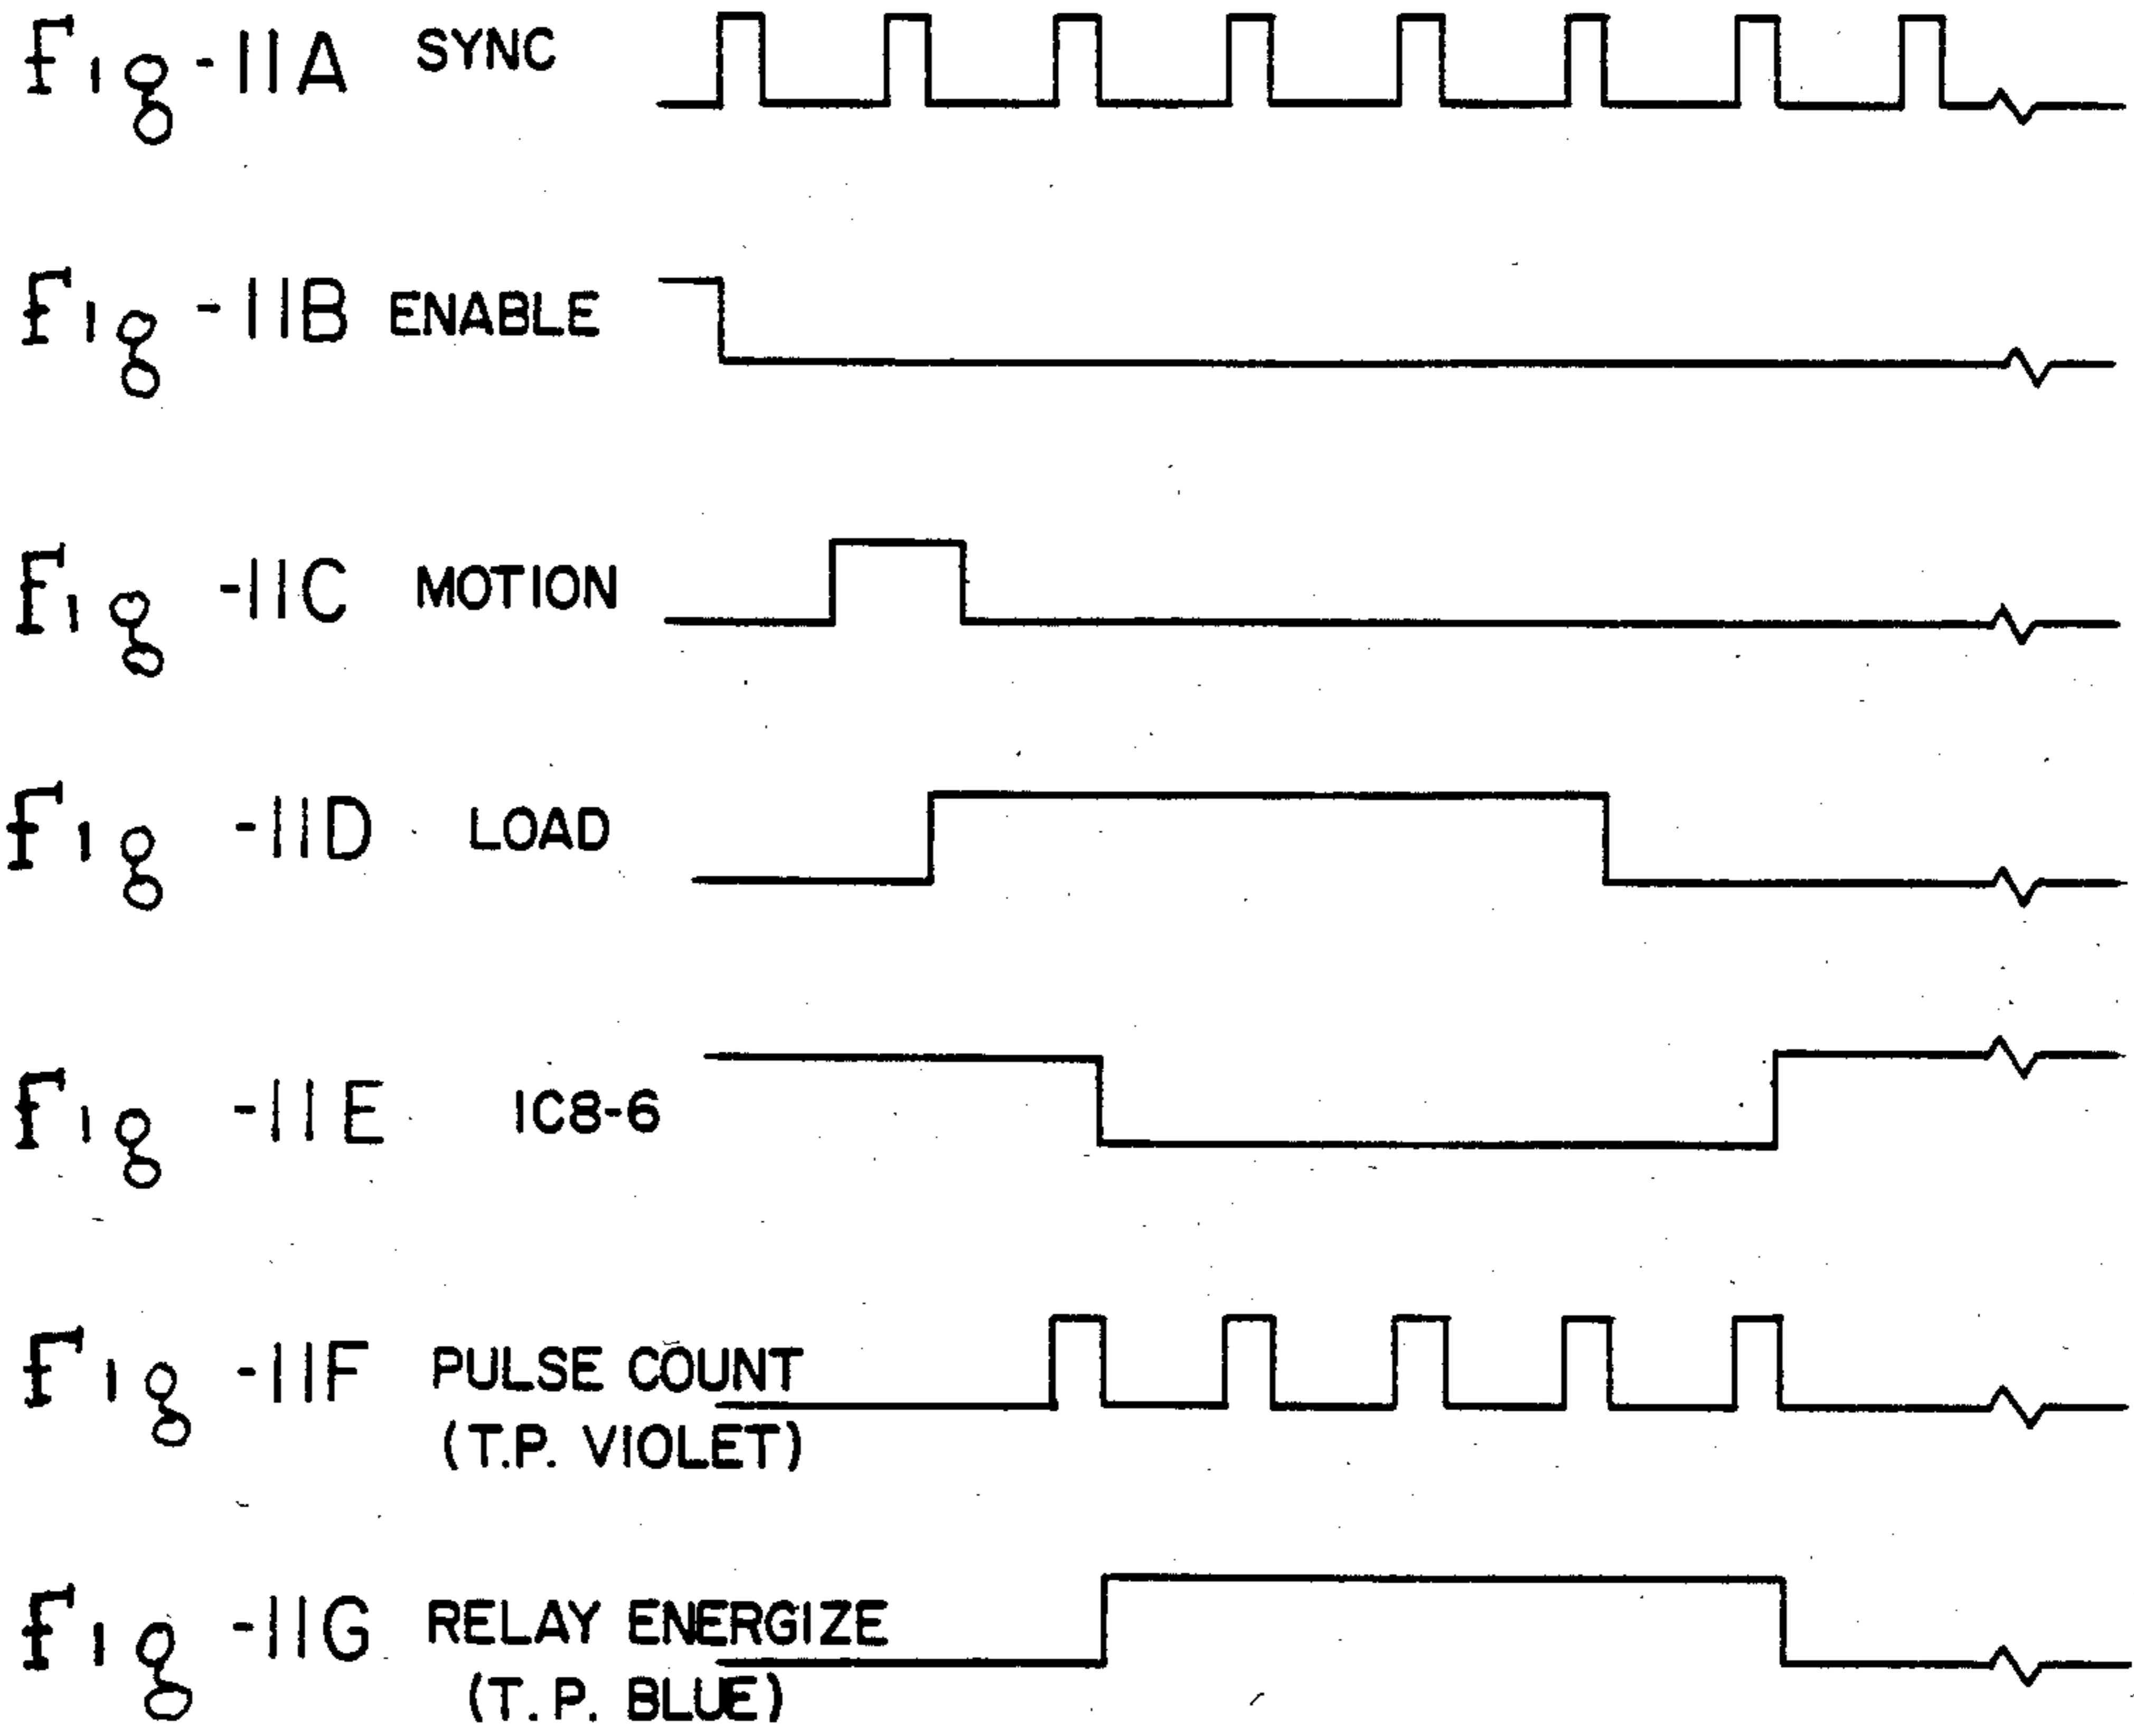 Fig-11A SYNC
Fig-11B ENABLE
Fig-11C MOTION
Fig-11D LOAD
Fig-11E IC8-6
Fig-11F PULSE COUNT
(T.P. VIOLET)
Fig-11G RELAY ENERGIZE
(T.P. BLUE)